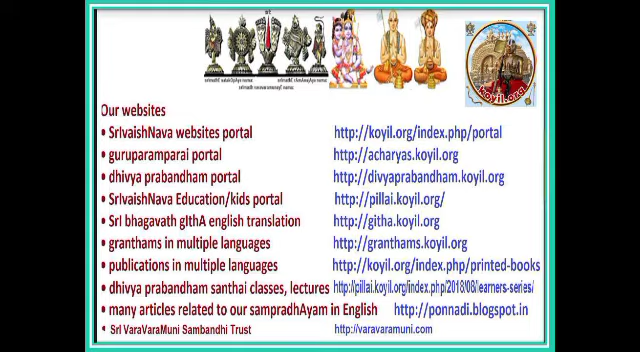 koyil.org
Our websites
• SrIvaishNava websites portal http://koyil.org/index.php/portal
• guruparamparai portal http://acharyas.koyil.org
• dhivya prabandham portal http://divyaprabandham.koyil.org
• SrIvaishNava Education/kids portal http://pillai.koyil.org/
• SrI bhagavath gIthA english translation http://githa.koyil.org
• granthams in multiple languages http://granthams.koyil.org
• publications in multiple languages http://koyil.org/index.php/printed-books
• dhivya prabandham santhai classes, lectures http://pillai.koyil.org/index.php/2018/08/learners-series/
• many articles related to our sampradhAyam in English http://ponnadi.blogspot.in
• SrI VaraVaraMuni Sambandhi Trust http://varavaramuni.com